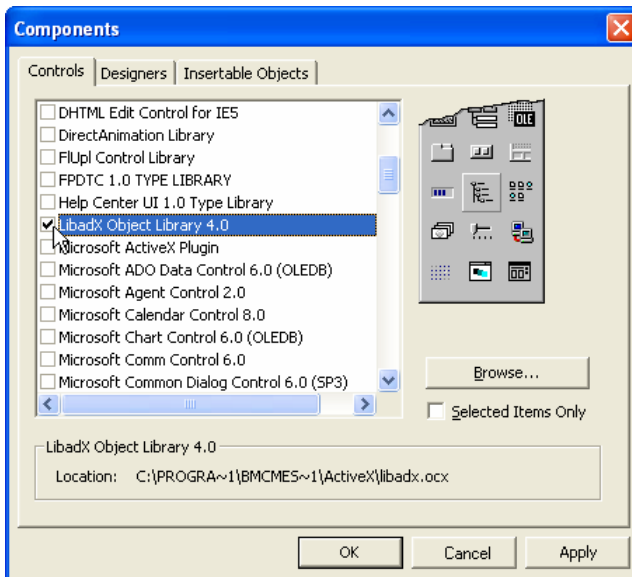 Components
Controls Designers Insertable Objects
DHTML Edit Control for IE5
DirectAnimation Library
FlUpl Control Library
FPDTC 1.0 TYPE LIBRARY
Help Center UI 1.0 Type Library
LibadX Object Library 4.0
Microsoft ActiveX Plugin
Microsoft ADO Data Control 6.0 (OLEDB)
Microsoft Agent Control 2.0
Microsoft Calendar Control 8.0
Microsoft Chart Control 6.0 (OLEDB)
Microsoft Comm Control 6.0
Microsoft Common Dialog Control 6.0 (SP3)
OLE
Browse...
Selected Items Only
LibadX Object Library 4.0
Location: C:\PROGRA~1\BMCMES~1\ActiveX\libadx.ocx
OK Cancel Apply